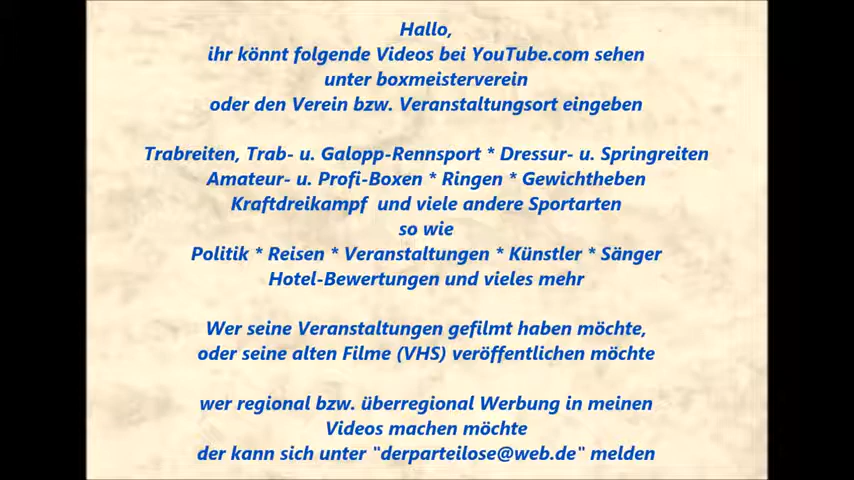 Hallo,
ihr könnt folgende Videos bei YouTube.com sehen
unter boxmeisterverein
oder den Verein bzw. Veranstaltungsort eingeben
Trabreiten, Trab- u. Galopp-Rennsport * Dressur- u. Springreiten
Amateur- u. Profi-Boxen * Ringen * Gewichtheben
Kraftdreikampf und viele andere Sportarten
so wie
Politik * Reisen * Veranstaltungen * Künstler * Sänger
Hotel-Bewertungen und vieles mehr
Wer seine Veranstaltungen gefilmt haben möchte,
oder seine alten Filme (VHS) veröffentlichen möchte
wer regional bzw. überregional Werbung in meinen
Videos machen möchte
der kann sich unter "derparteilose@web.de" melden